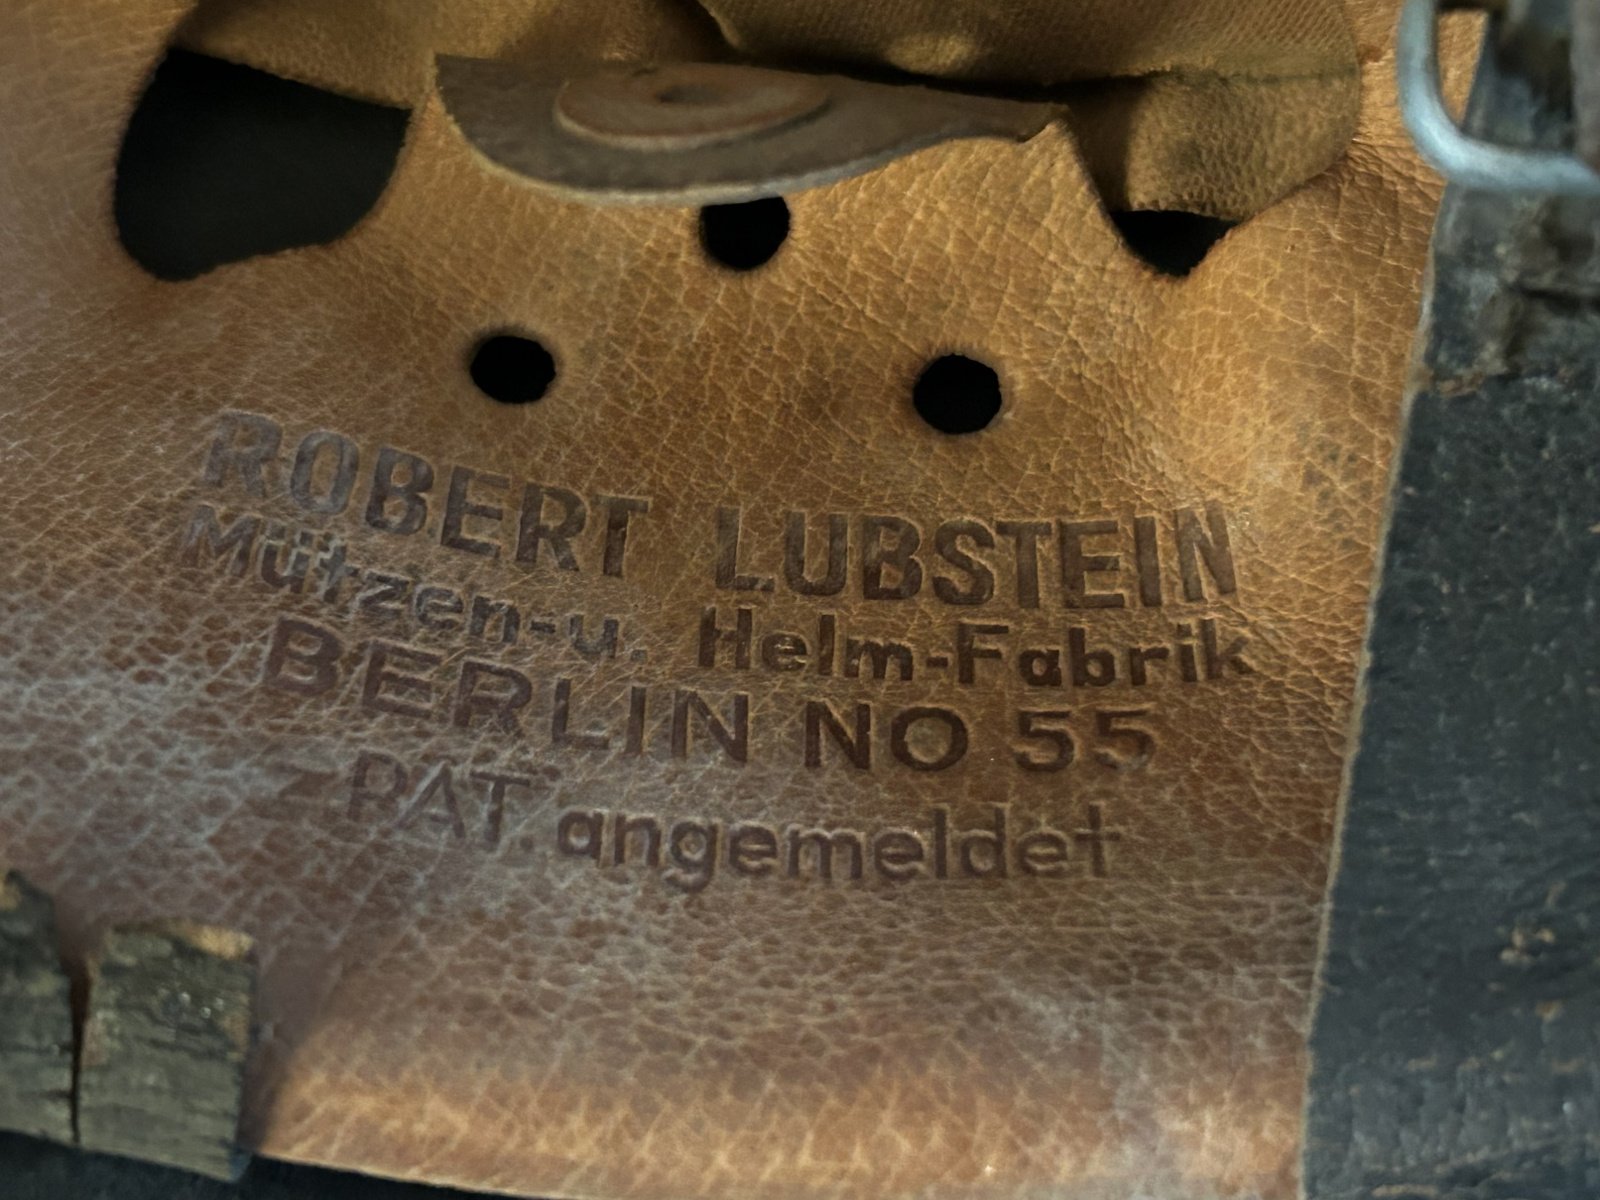 ROBERT LUBSTEIN
Mützen-u. Helm-Fabrik
BERLIN NO 55
PAT. angemeldet